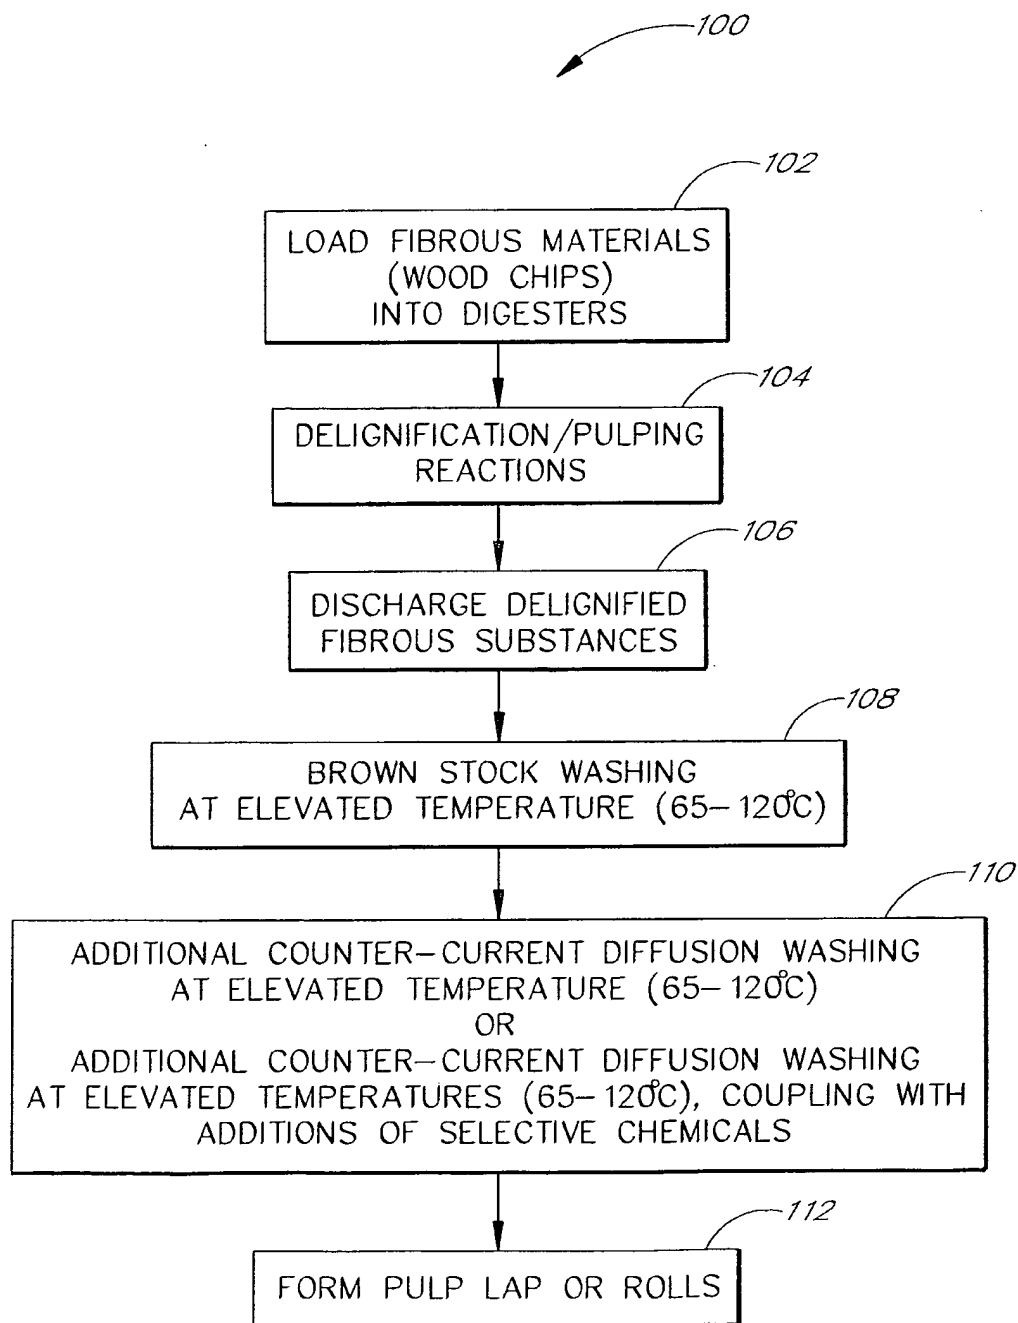 100
102
LOAD FIBROUS MATERIALS
(WOOD CHIPS)
INTO DIGESTERS
104
DELIGNIFICATION/PULPING
REACTIONS
106
DISCHARGE DELIGNIFIED
FIBROUS SUBSTANCES
108
BROWN STOCK WASHING
AT ELEVATED TEMPERATURE (65-120°C)
110
ADDITIONAL COUNTER-CURRENT DIFFUSION WASHING
AT ELEVATED TEMPERATURE (65-120°C)
OR
ADDITIONAL COUNTER-CURRENT DIFFUSION WASHING
AT ELEVATED TEMPERATURES (65-120°C), COUPLING WITH
ADDITIONS OF SELECTIVE CHEMICALS
112
FORM PULP LAP OR ROLLS